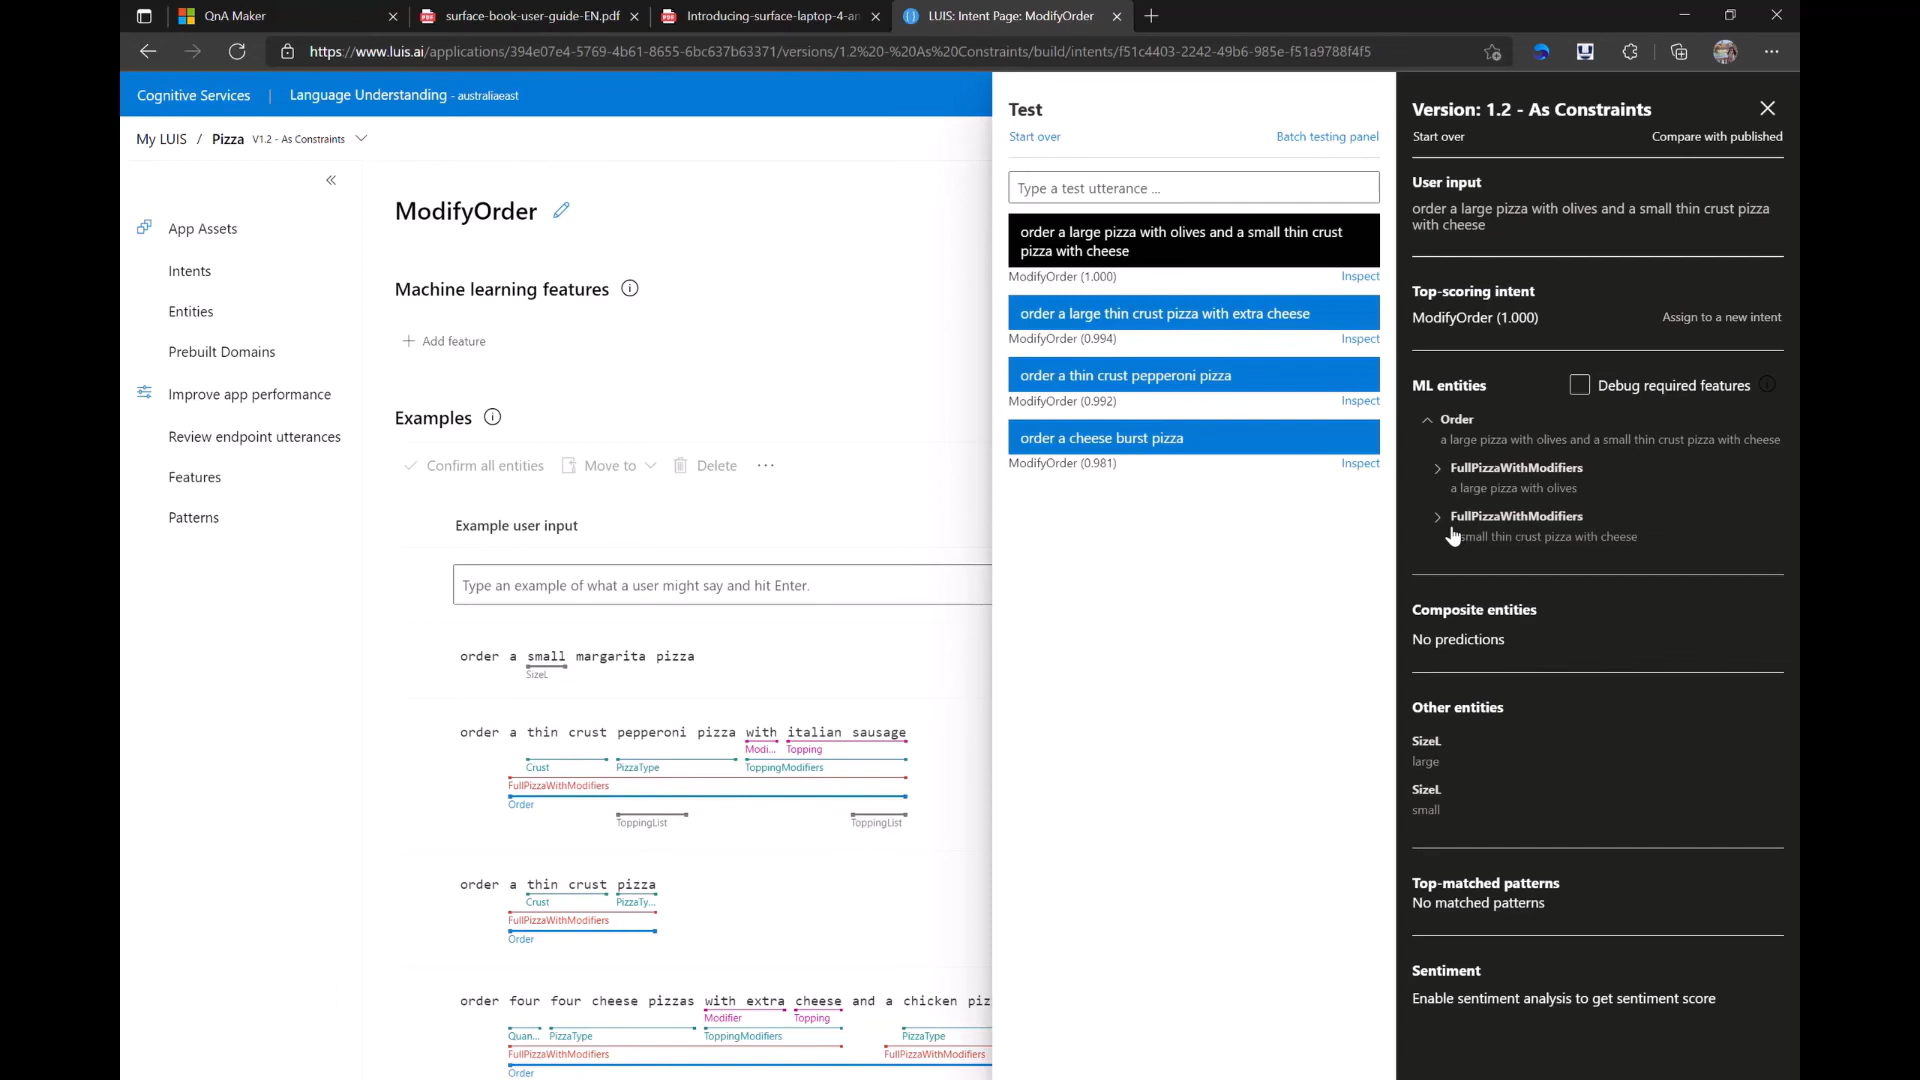 QnA Maker
surface-book-user-guide-EN.pdf
Introducing-surface-laptop-4-an
LUIS: Intent Page: ModifyOrder
https://www.luis.ai/applications/394e07e4-5769-4b61-8655-6bc637b63371/versions/1.2%20-%20As%20Constraints/build/intents/f51c4403-2242-49b6-985e-f51a9788f4f5
Cognitive Services | Language Understanding - australiaeast
My LUIS / Pizza V1.2 - As Constraints
App Assets
Intents
Entities
Prebuilt Domains
Improve app performance
Review endpoint utterances
Features
Patterns
ModifyOrder
Machine learning features
Add feature
Examples
Confirm all entities Move to Delete ...
Example user input
Type an example of what a user might say and hit Enter.
order a small margarita pizza
SizeL
order a thin crust pepperoni pizza with italian sausage
Modi... Topping
Crust PizzaType ToppingModifiers
FullPizzaWithModifiers
Order
ToppingList ToppingList
order a thin crust pizza
Crust PizzaTy...
FullPizzaWithModifiers
Order
order four four cheese pizzas with extra cheese and a chicken piz
Modifier Topping
Quan... PizzaType ToppingModifiers PizzaType
FullPizzaWithModifiers FullPizzaWithModifiers
Order
Test
Start over Batch testing panel
Type a test utterance ...
order a large pizza with olives and a small thin crust
pizza with cheese
ModifyOrder (1.000) Inspect
order a large thin crust pizza with extra cheese
ModifyOrder (0.994) Inspect
order a thin crust pepperoni pizza
ModifyOrder (0.992) Inspect
order a cheese burst pizza
ModifyOrder (0.981) Inspect
Version: 1.2 - As Constraints
Start over Compare with published
User input
order a large pizza with olives and a small thin crust pizza
with cheese
Top-scoring intent
ModifyOrder (1.000) Assign to a new intent
ML entities Debug required features
Order
a large pizza with olives and a small thin crust pizza with cheese
FullPizzaWithModifiers
a large pizza with olives
FullPizzaWithModifiers
small thin crust pizza with cheese
Composite entities
No predictions
Other entities
SizeL
large
SizeL
small
Top-matched patterns
No matched patterns
Sentiment
Enable sentiment analysis to get sentiment score